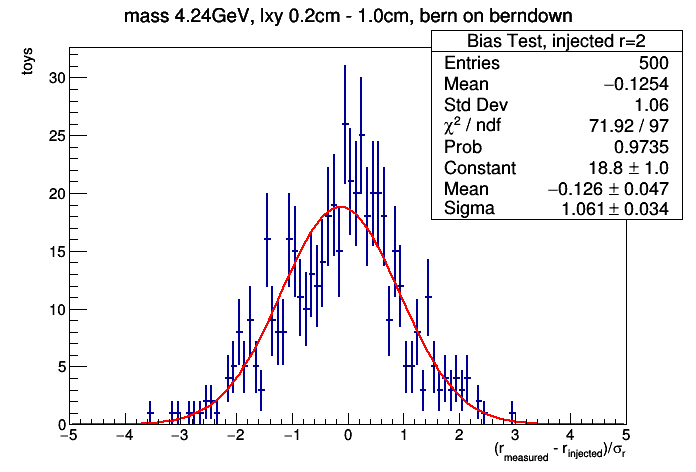 mass 4.24GeV, lxy 0.2cm - 1.0cm, bern on berndown
toys
Bias Test, injected r=2
Entries 500
Mean −0.1254
Std Dev 1.06
χ² / ndf 71.92 / 97
Prob 0.9735
Constant 18.8 ± 1.0
Mean −0.126 ± 0.047
Sigma 1.061 ± 0.034
30
25
20
15
10
5
0
−5 −4 −3 −2 −1 0 1 2 3 4 5
(r_measured - r_injected)/σ_r